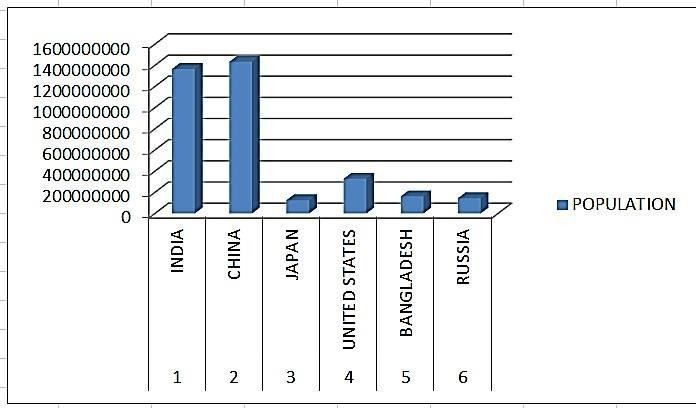 1600000000
1400000000
1200000000
1000000000
800000000
600000000
400000000
200000000
0
INDIA
CHINA
JAPAN
UNITED STATES
BANGLADESH
RUSSIA
1 2 3 4 5 6
POPULATION